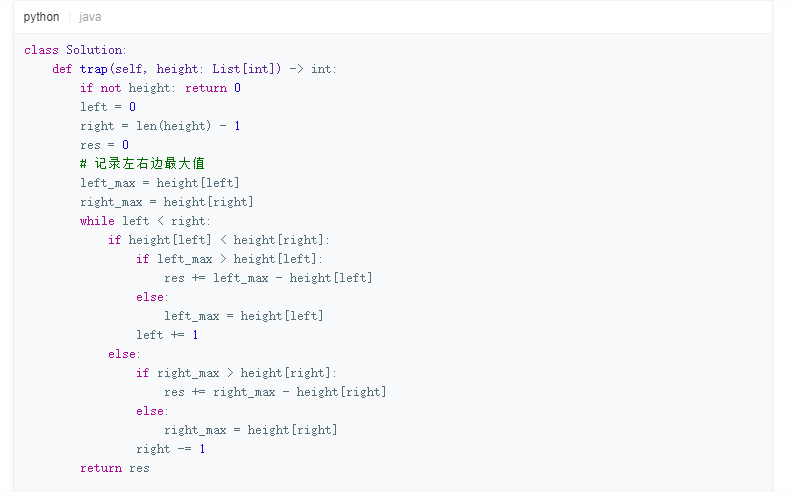 python java
class Solution:
    def trap(self, height: List[int]) -> int:
        if not height: return 0
        left = 0
        right = len(height) - 1
        res = 0
        # 记录左右边最大值
        left_max = height[left]
        right_max = height[right]
        while left < right:
            if height[left] < height[right]:
                if left_max > height[left]:
                    res += left_max - height[left]
                else:
                    left_max = height[left]
                left += 1
            else:
                if right_max > height[right]:
                    res += right_max - height[right]
                else:
                    right_max = height[right]
                right -= 1
        return res